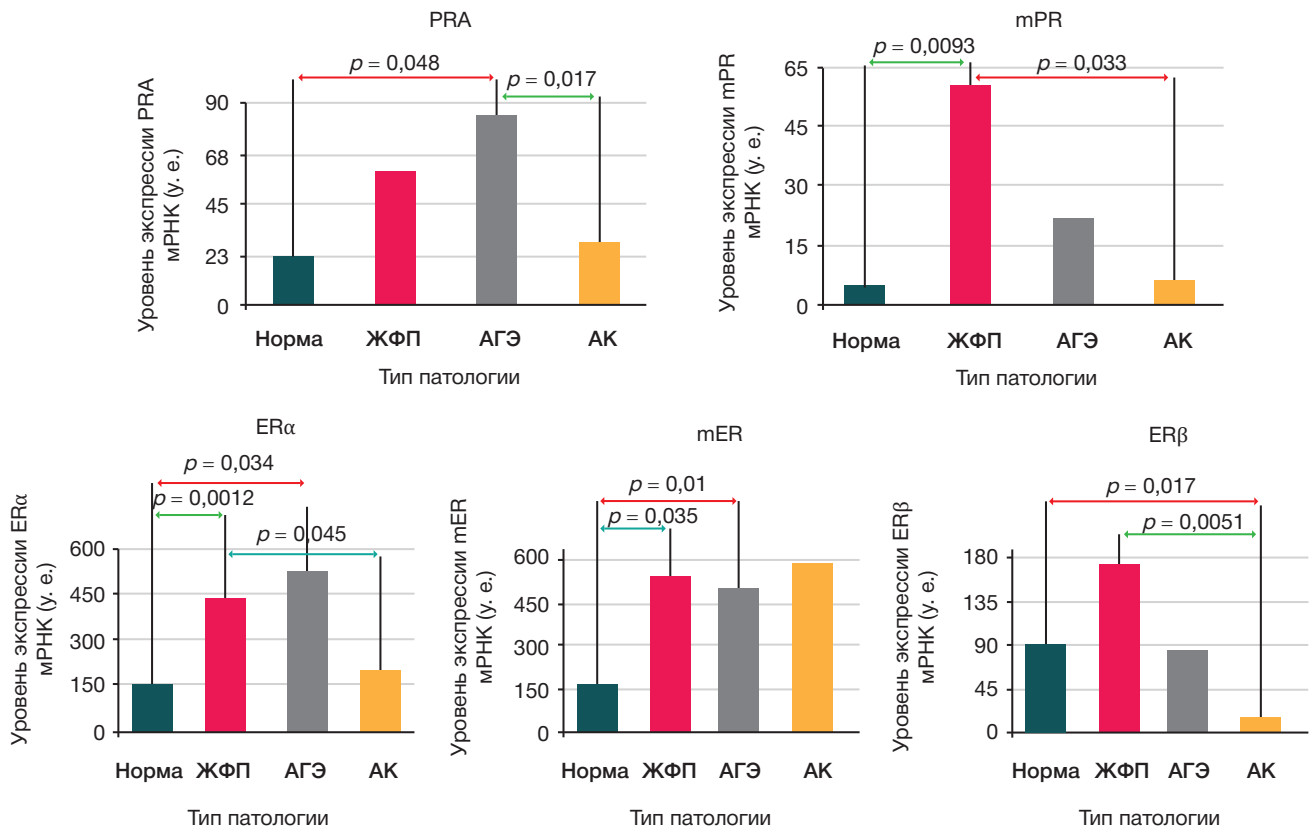 PRA
p = 0,048
p = 0,017
Уровень экспрессии PRA
мРНК (у. е.)
90
68
45
23
0
Норма ЖФП АГЭ АК
Тип патологии
mPR
p = 0,0093
p = 0,033
Уровень экспрессии mPR
мРНК (у. е.)
65
45
30
15
0
Норма ЖФП АГЭ АК
Тип патологии
ERα
p = 0,034
p = 0,0012
p = 0,045
Уровень экспрессии ERα
мРНК (у. е.)
600
450
300
150
0
Норма ЖФП АГЭ АК
Тип патологии
mER
p = 0,01
p = 0,035
Уровень экспрессии mER
мРНК (у. е.)
600
450
300
150
0
Норма ЖФП АГЭ АК
Тип патологии
ERβ
p = 0,017
p = 0,0051
Уровень экспрессии ERβ
мРНК (у. е.)
180
135
90
45
0
Норма ЖФП АГЭ АК
Тип патологии